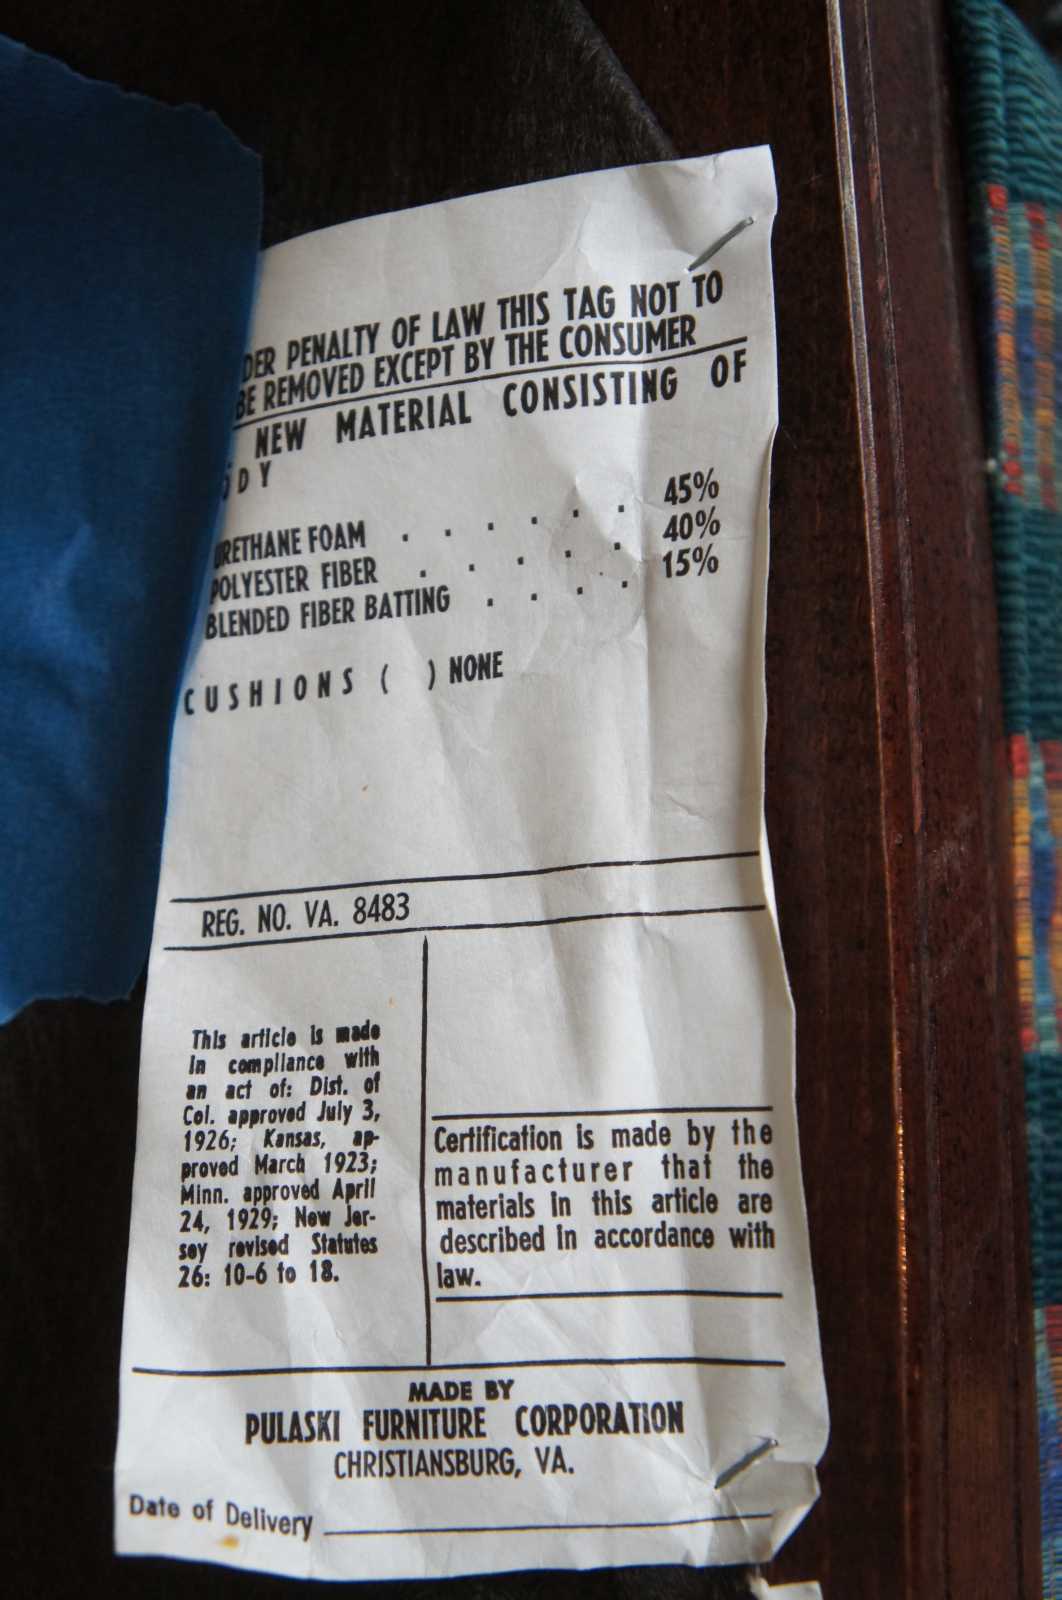 DER PENALTY OF LAW THIS TAG NOT TO
BE REMOVED EXCEPT BY THE CONSUMER
NEW MATERIAL CONSISTING OF
ODY
URETHANE FOAM . . . . . . 45%
POLYESTER FIBER . . . . . 40%
BLENDED FIBER BATTING . . . . 15%
CUSHIONS ( ) NONE
REG. NO. VA. 8483
This article is made
in compliance with
an act of: Dist. of
Col. approved July 3,
1926; Kansas, ap-
proved March 1923;
Minn. approved April
24, 1929; New Jer-
sey revised Statutes
26: 10-6 to 18.
Certification is made by the
manufacturer that the
materials in this article are
described in accordance with
law.
MADE BY
PULASKI FURNITURE CORPORATION
CHRISTIANSBURG, VA.
Date of Delivery